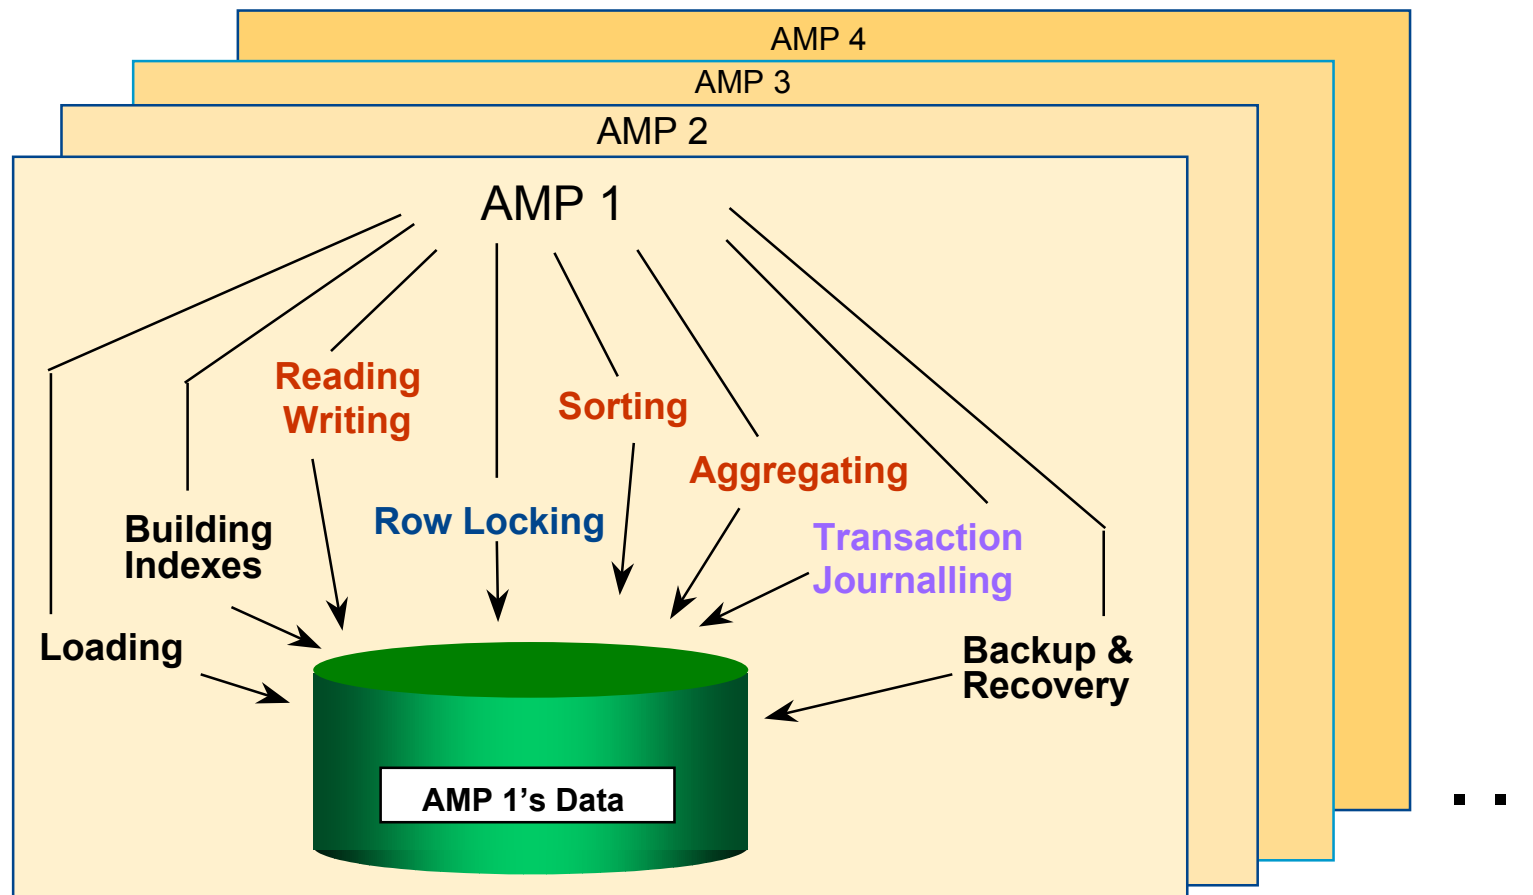 AMP 4
AMP 3
AMP 2
AMP 1
Reading
Writing
Sorting
Aggregating
Row Locking
Building
Indexes
Transaction
Journalling
Loading
Backup &
Recovery
AMP 1’s Data
. .